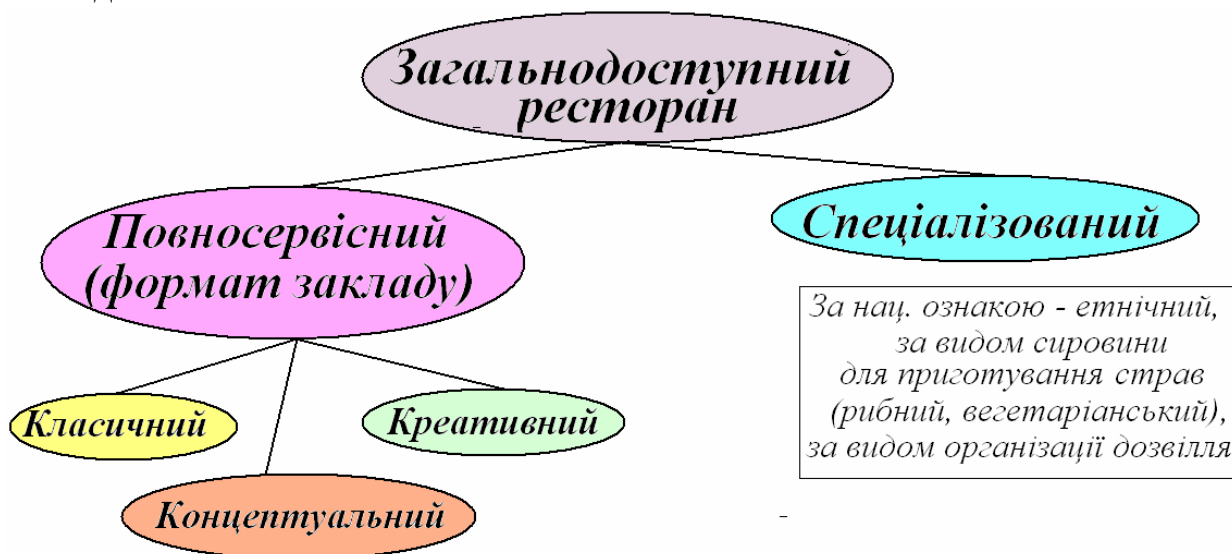 Загальнодоступний
ресторан
Повносервісний
(формат закладу)
Спеціалізований
Класичний
Креативний
Концептуальний
За нац. ознакою - етнічний,
за видом сировини
для приготування страв
(рибний, вегетаріанський),
за видом організації дозвілля